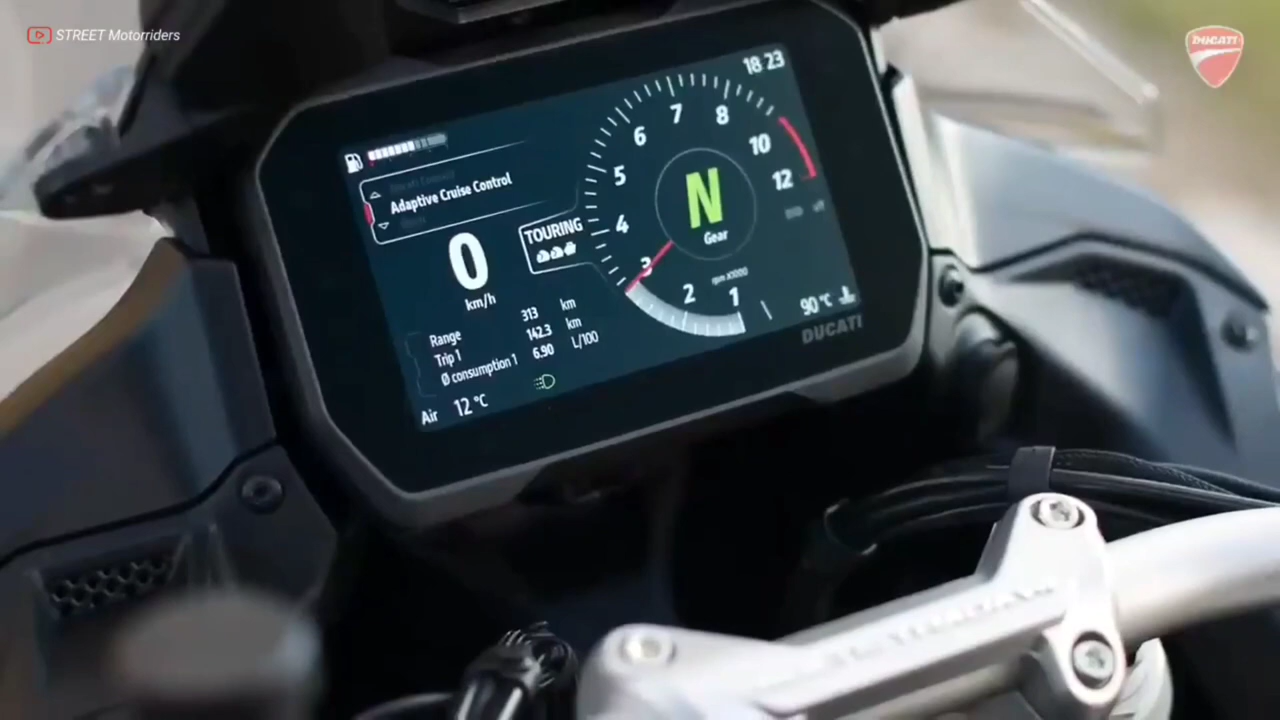 STREET Motorriders
DUCATI
18 23
Adaptive Cruise Control
0
km/h
TOURING
1
2
3
4
5
6
7
8
10
12
N
Gear
rpm X1000
Range 313 km
Trip 1 142.3 km
Ø consumption 1 6.90 L/100
Air 12 °C
90 °C
DUCATI